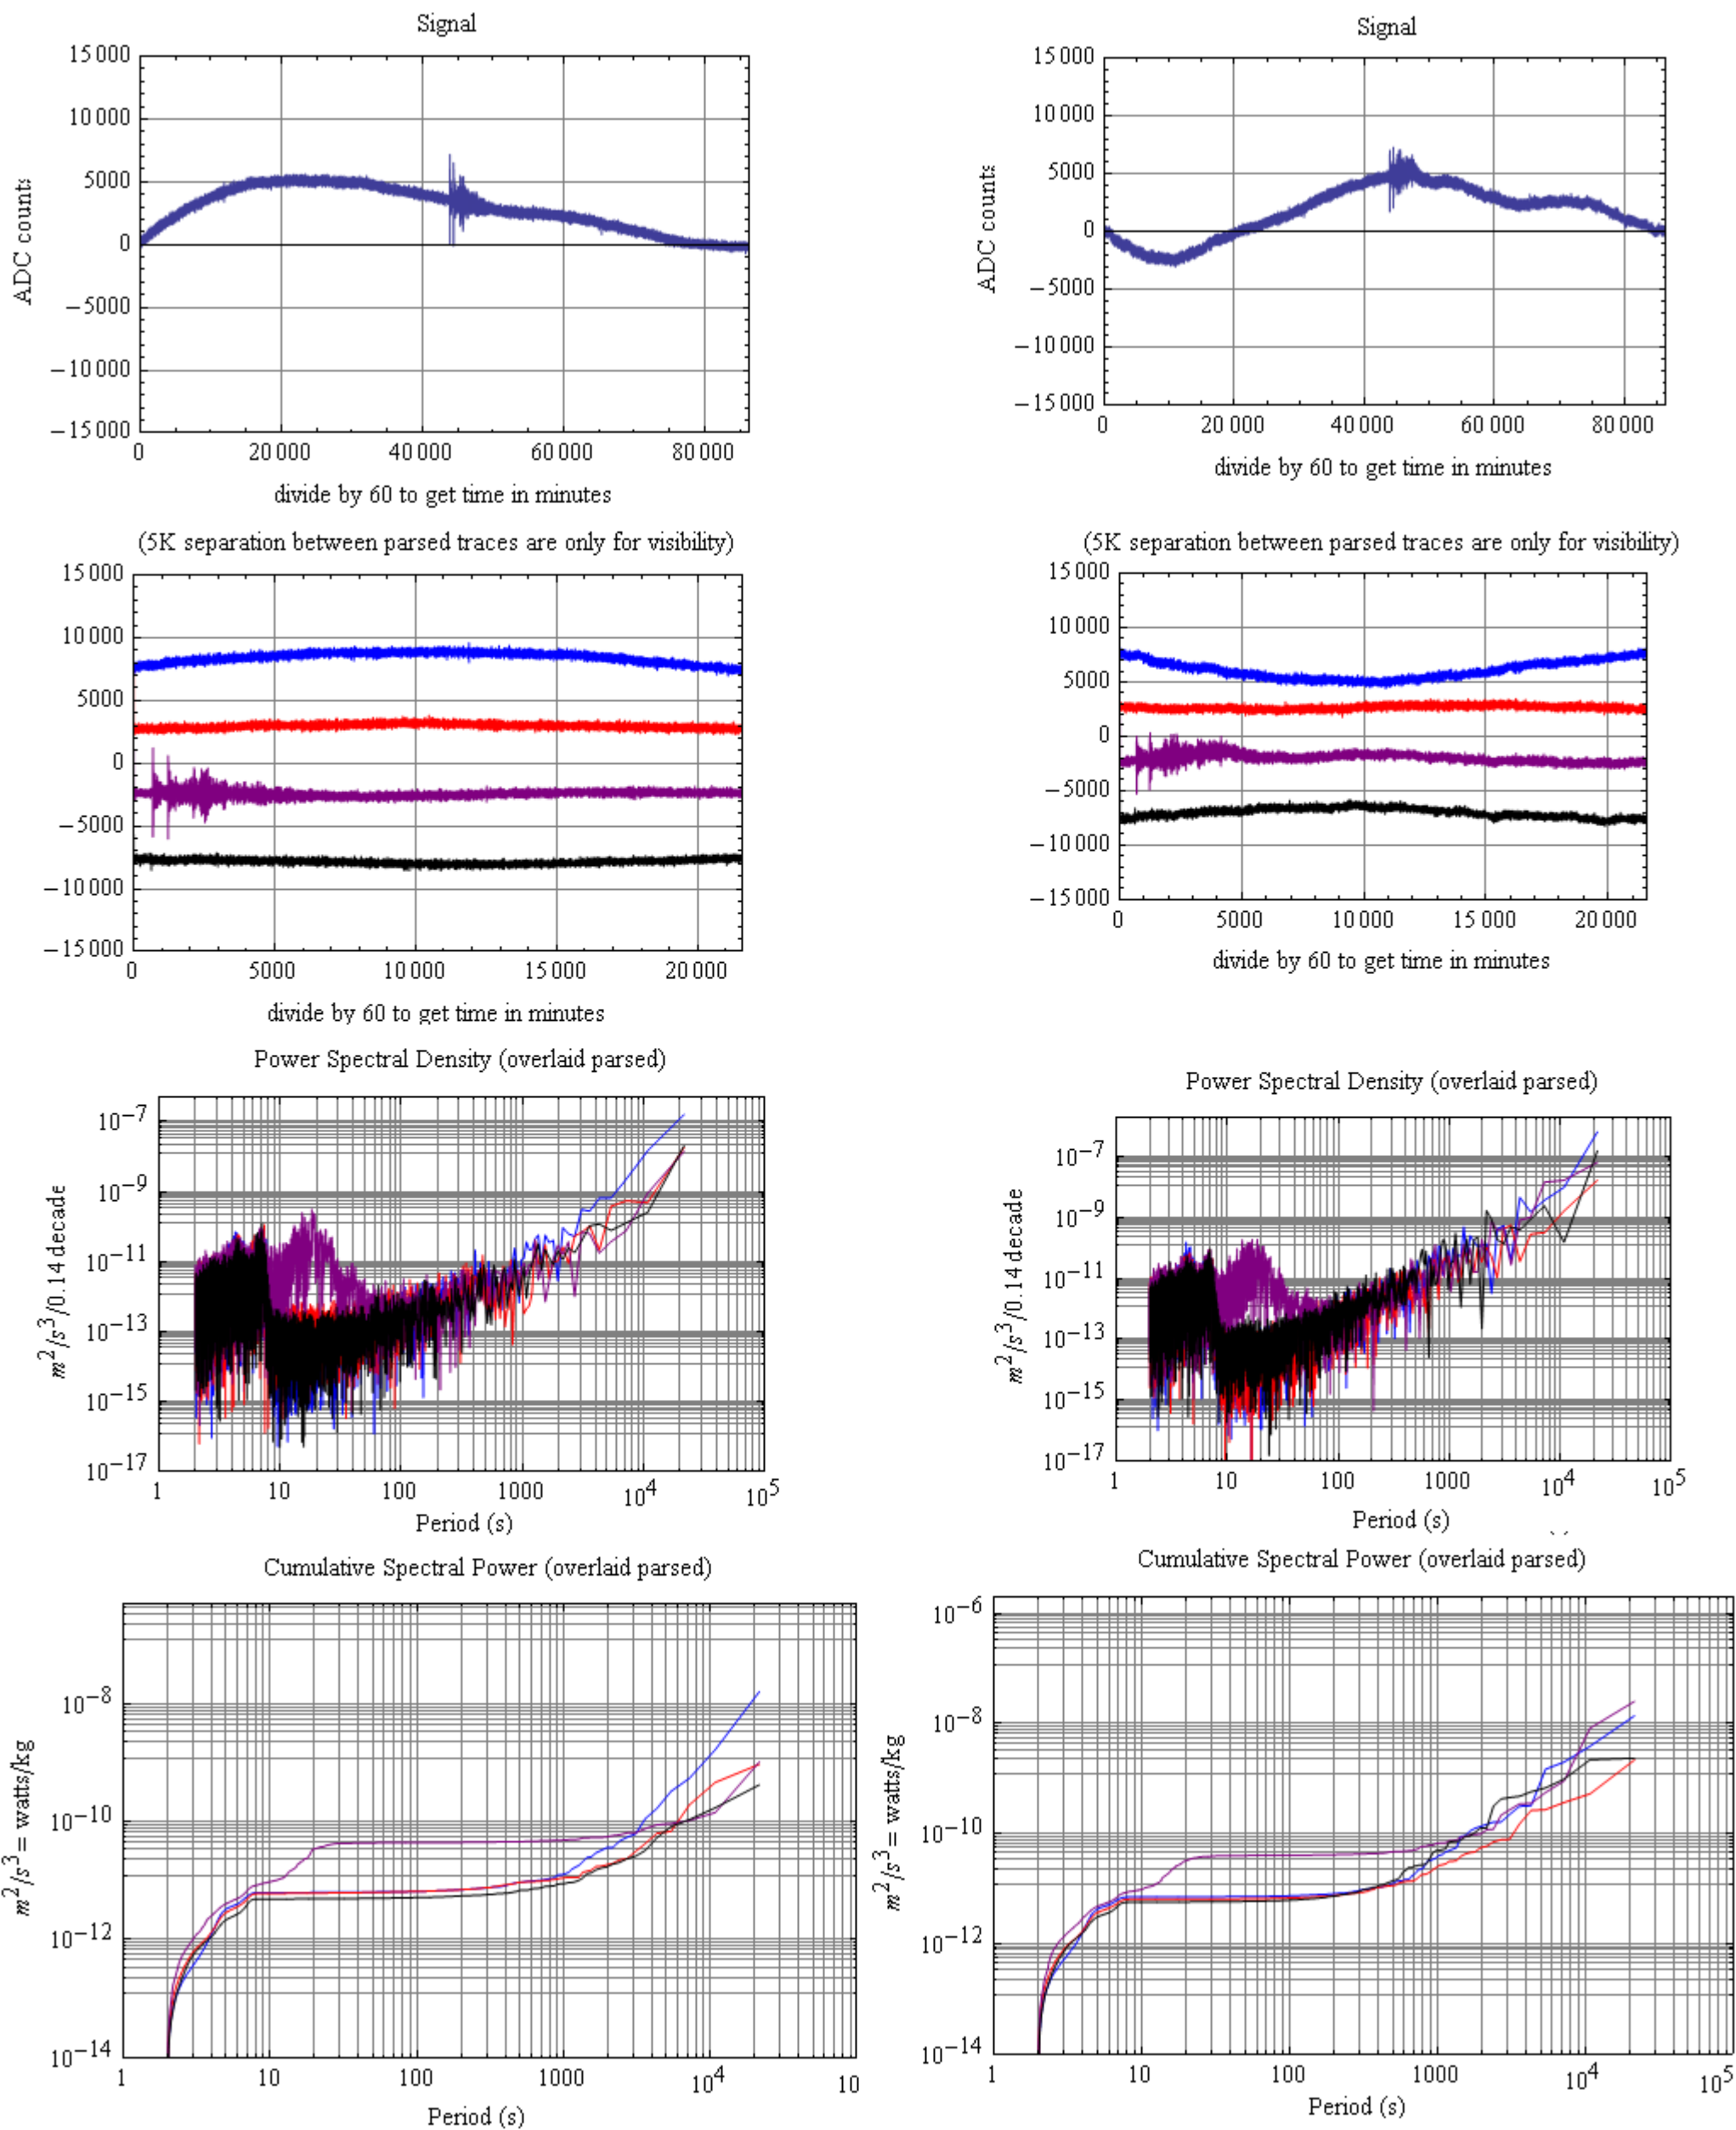 Signal
15 000
10 000
5000
0
−5000
−10 000
−15 000
ADC counts
0 20 000 40 000 60 000 80 000
divide by 60 to get time in minutes
Signal
15 000
10 000
5000
0
−5000
−10 000
−15 000
ADC counts
0 20 000 40 000 60 000 80 000
divide by 60 to get time in minutes
(5K separation between parsed traces are only for visibility)
15 000
10 000
5000
0
−5000
−10 000
−15 000
0 5000 10 000 15 000 20 000
divide by 60 to get time in minutes
(5K separation between parsed traces are only for visibility)
15 000
10 000
5000
0
−5000
−10 000
−15 000
0 5000 10 000 15 000 20 000
divide by 60 to get time in minutes
Power Spectral Density (overlaid parsed)
10⁻⁷
10⁻⁹
10⁻¹¹
10⁻¹³
10⁻¹⁵
10⁻¹⁷
m²/s³/0.14 decade
1 10 100 1000 10⁴ 10⁵
Period (s)
Power Spectral Density (overlaid parsed)
10⁻⁷
10⁻⁹
10⁻¹¹
10⁻¹³
10⁻¹⁵
10⁻¹⁷
m²/s³/0.14 decade
1 10 100 1000 10⁴ 10⁵
Period (s)
Cumulative Spectral Power (overlaid parsed)
10⁻⁸
10⁻¹⁰
10⁻¹²
10⁻¹⁴
m²/s³ = watts/kg
1 10 100 1000 10⁴ 10
Period (s)
Cumulative Spectral Power (overlaid parsed)
10⁻⁶
10⁻⁸
10⁻¹⁰
10⁻¹²
10⁻¹⁴
m²/s³ = watts/kg
1 10 100 1000 10⁴ 10⁵
Period (s)